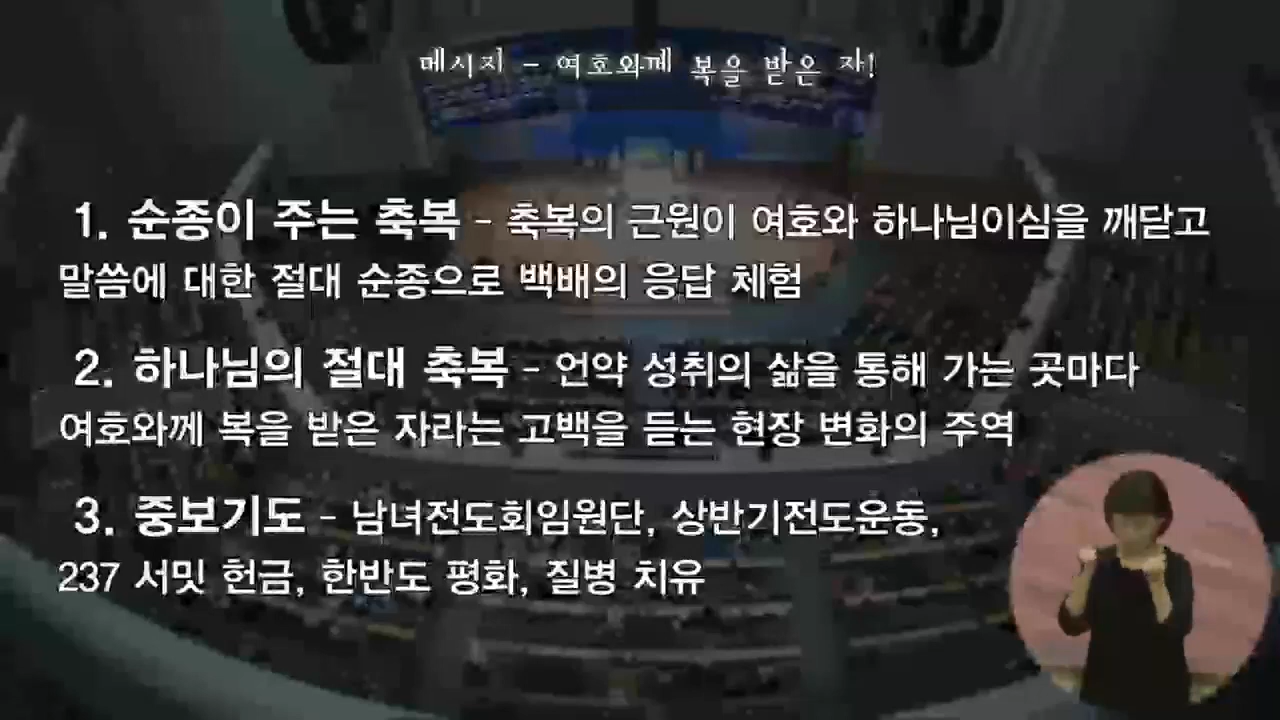 메시지 - 여호와께 복을 받은 자!
1. 순종이 주는 축복 - 축복의 근원이 여호와 하나님이심을 깨닫고
말씀에 대한 절대 순종으로 백배의 응답 체험
2. 하나님의 절대 축복 - 언약 성취의 삶을 통해 가는 곳마다
여호와께 복을 받은 자라는 고백을 듣는 현장 변화의 주역
3. 중보기도 - 남녀전도회임원단, 상반기전도운동,
237 서밋 헌금, 한반도 평화, 질병 치유